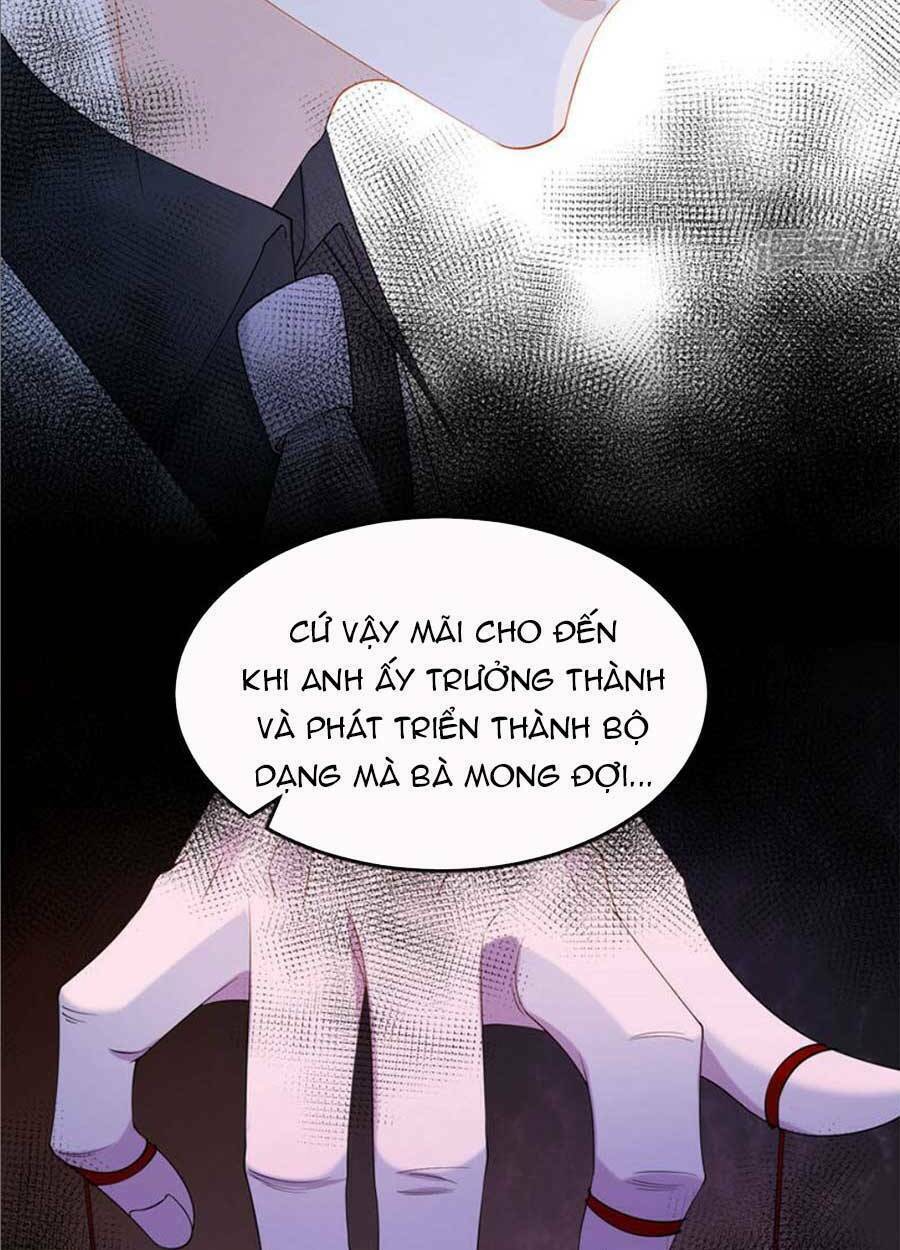 CỨ VẬY MÃI CHO ĐẾN
KHI ANH ẤY TRƯỞNG THÀNH
VÀ PHÁT TRIỂN THÀNH BỘ
DẠNG MÀ BÀ MONG ĐỢI...